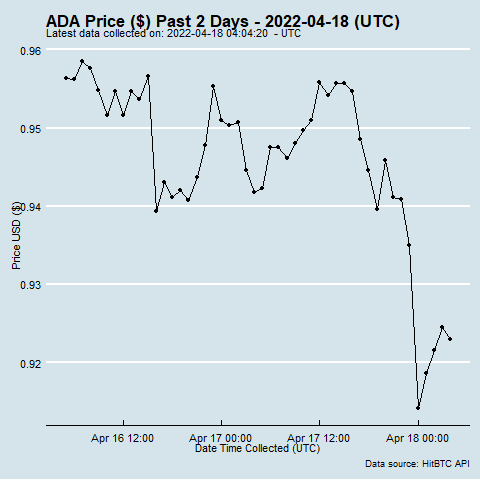 ADA Price ($) Past 2 Days - 2022-04-18 (UTC)
Latest data collected on: 2022-04-18 04:04:20 - UTC
0.96
0.95
0.94
0.93
0.92
Price USD ($)
Apr 16 12:00 Apr 17 00:00 Apr 17 12:00 Apr 18 00:00
Date Time Collected (UTC)
Data source: HitBTC API